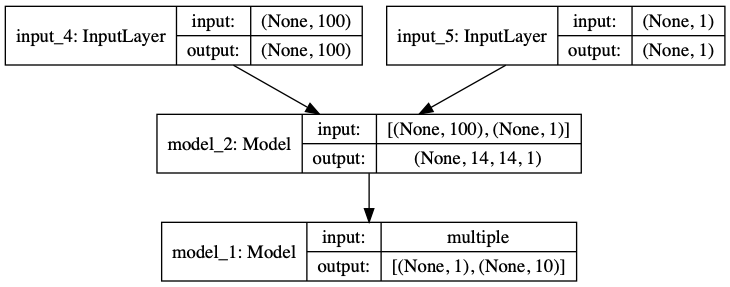 input_4: InputLayer
input: (None, 100)
output: (None, 100)
input_5: InputLayer
input: (None, 1)
output: (None, 1)
model_2: Model
input: [(None, 100), (None, 1)]
output: (None, 14, 14, 1)
model_1: Model
input: multiple
output: [(None, 1), (None, 10)]